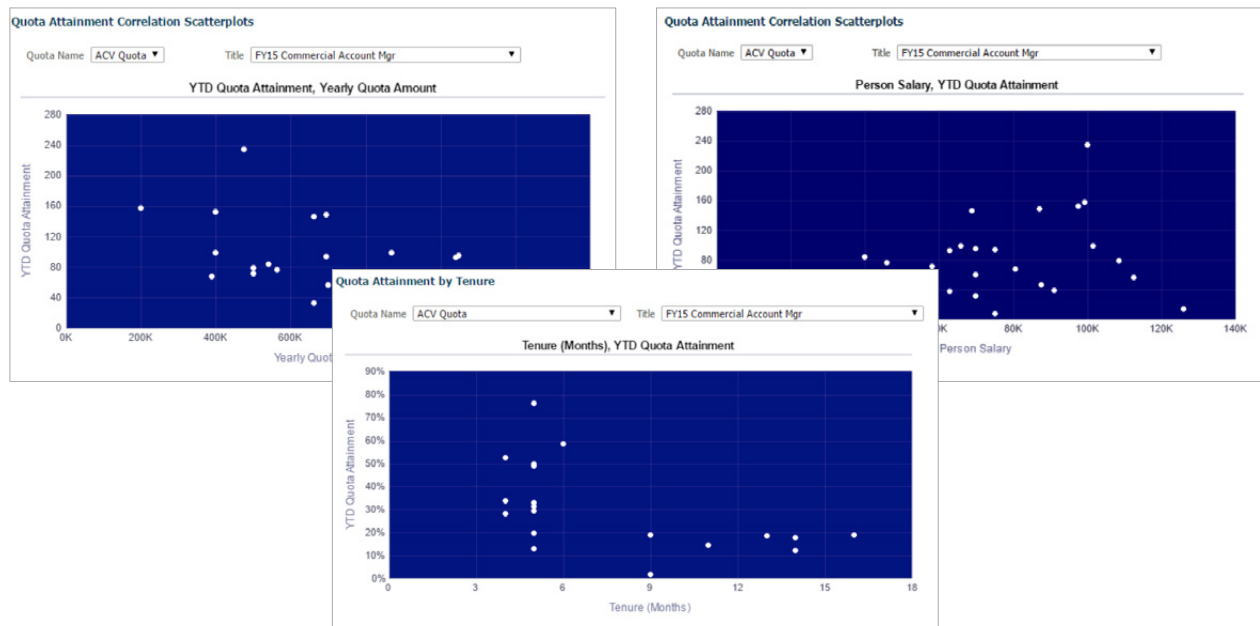 Quota Attainment Correlation Scatterplots
Quota Name ACV Quota Title FY15 Commercial Account Mgr
YTD Quota Attainment, Yearly Quota Amount
YTD Quota Attainment
280
240
200
160
120
80
40
0
0K 200K 400K 600K
Yearly
Quota Attainment Correlation Scatterplots
Quota Name ACV Quota Title FY15 Commercial Account Mgr
Person Salary, YTD Quota Attainment
YTD Quota Attainment
280
240
200
160
120
80
80K 100K 120K 140K
Person Salary
Quota Attainment by Tenure
Quota Name ACV Quota Title FY15 Commercial Account Mgr
Tenure (Months), YTD Quota Attainment
YTD Quota Attainment
90%
80%
70%
60%
50%
40%
30%
20%
10%
0%
0 3 6 9 12 15 18
Tenure (Months)